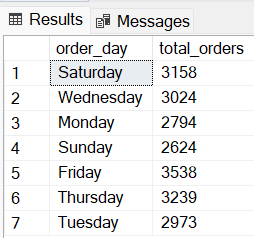 Results Messages
order_day total_orders
1 Saturday 3158
2 Wednesday 3024
3 Monday 2794
4 Sunday 2624
5 Friday 3538
6 Thursday 3239
7 Tuesday 2973